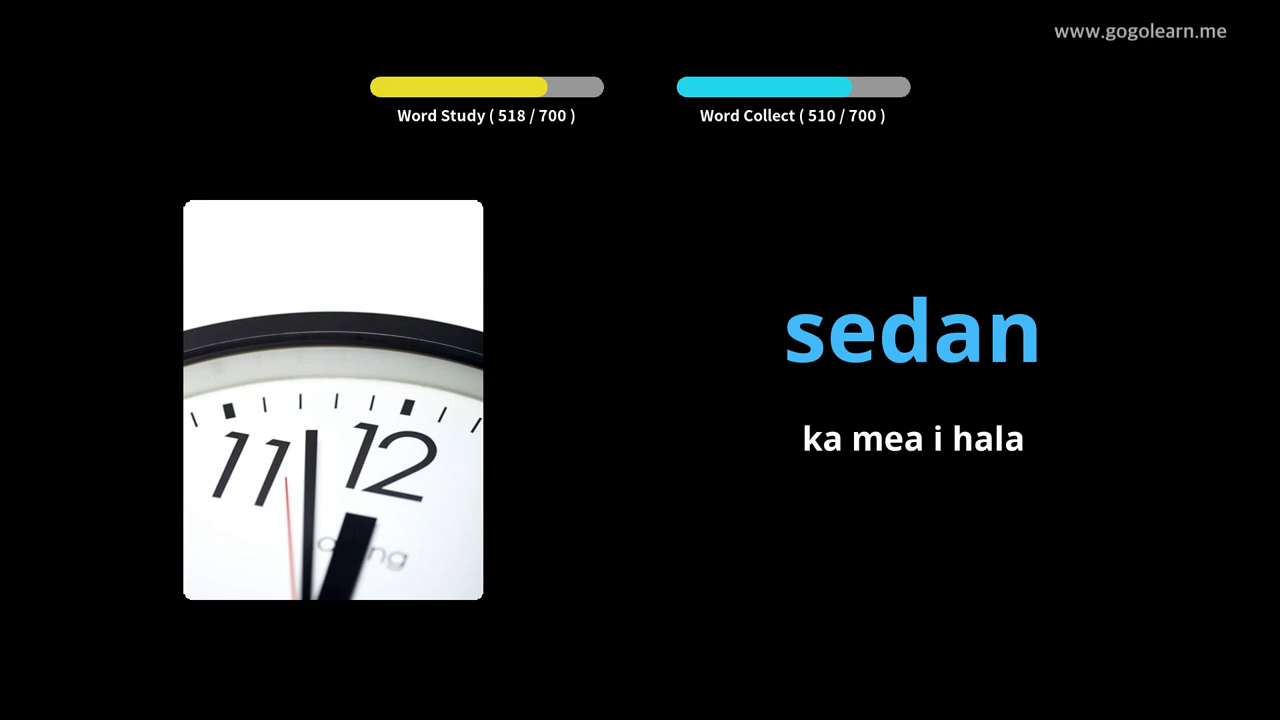 www.gogolearn.me
Word Study ( 518 / 700 )
Word Collect ( 510 / 700 )
sedan
ka mea i hala
11 12